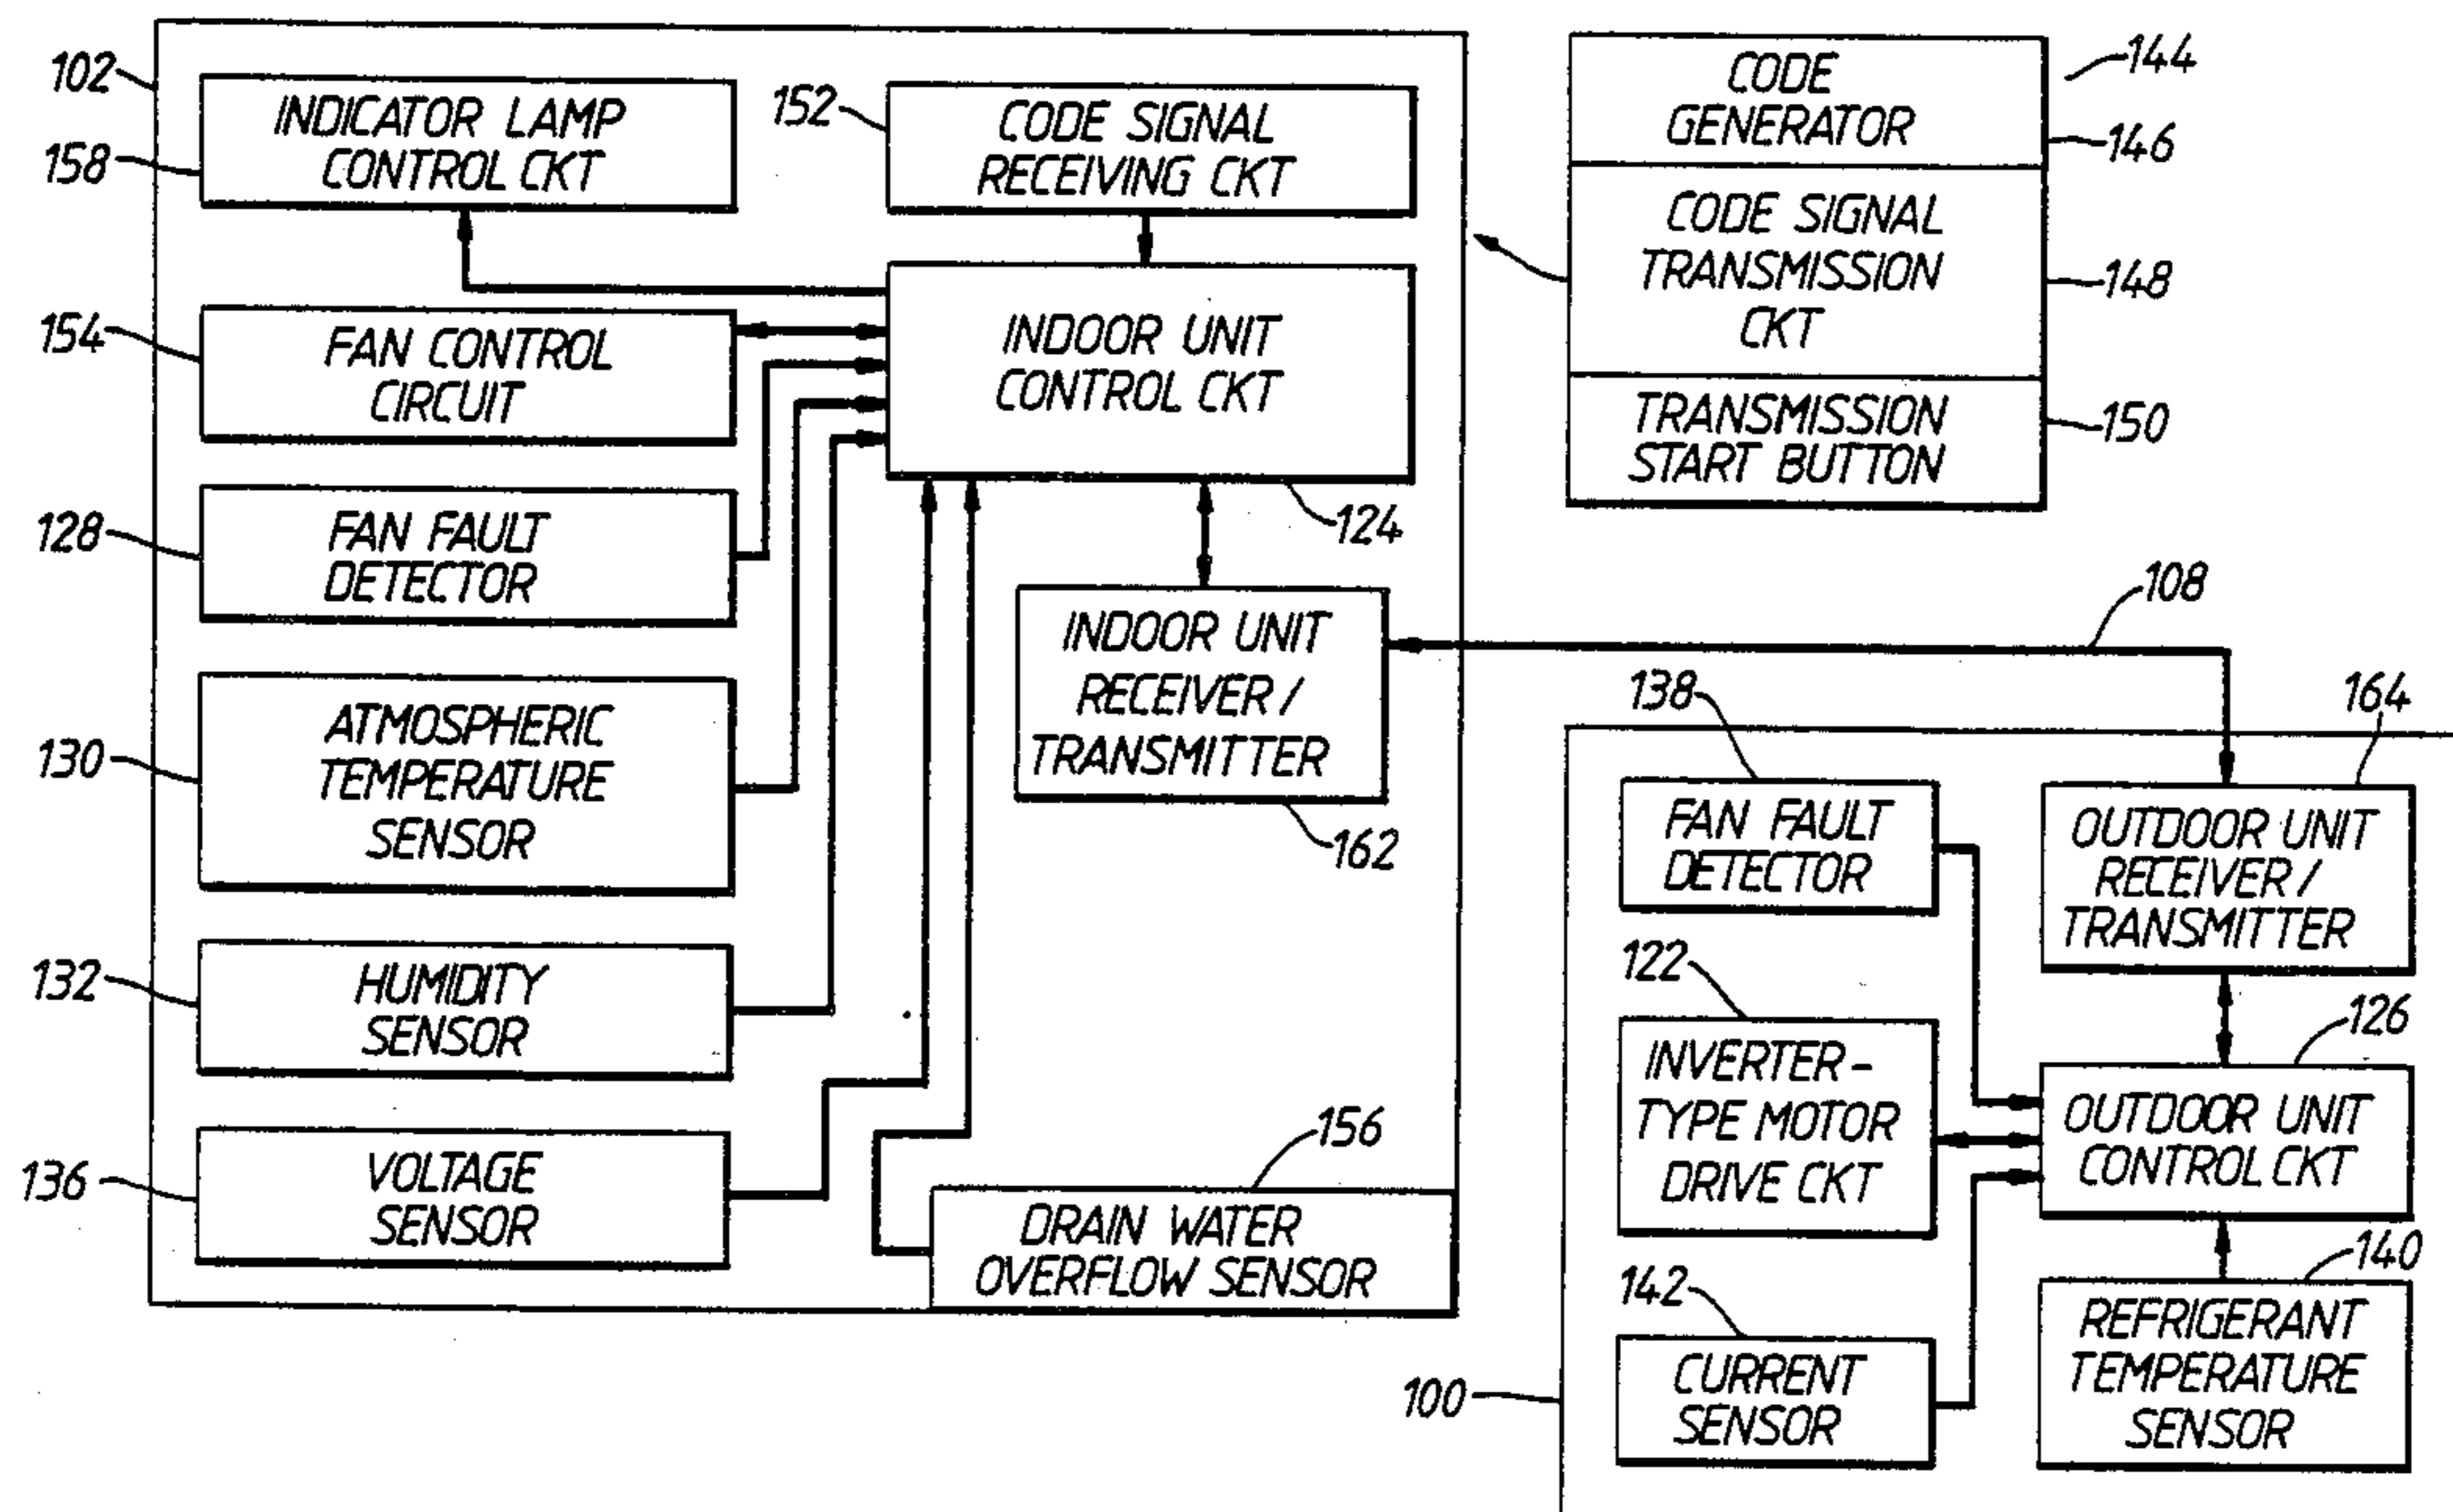 102
INDICATOR LAMP
CONTROL CKT
158
152
CODE SIGNAL
RECEIVING CKT
CODE
GENERATOR
144
146
CODE SIGNAL
TRANSMISSION
CKT
148
TRANSMISSION
START BUTTON
150
154
FAN CONTROL
CIRCUIT
INDOOR UNIT
CONTROL CKT
124
128
FAN FAULT
DETECTOR
INDOOR UNIT
RECEIVER /
TRANSMITTER
162
108
130
ATMOSPHERIC
TEMPERATURE
SENSOR
132
HUMIDITY
SENSOR
136
VOLTAGE
SENSOR
156
DRAIN WATER
OVERFLOW SENSOR
138
FAN FAULT
DETECTOR
164
OUTDOOR UNIT
RECEIVER /
TRANSMITTER
122
INVERTER -
TYPE MOTOR
DRIVE CKT
126
OUTDOOR UNIT
CONTROL CKT
142
CURRENT
SENSOR
140
REFRIGERANT
TEMPERATURE
SENSOR
100